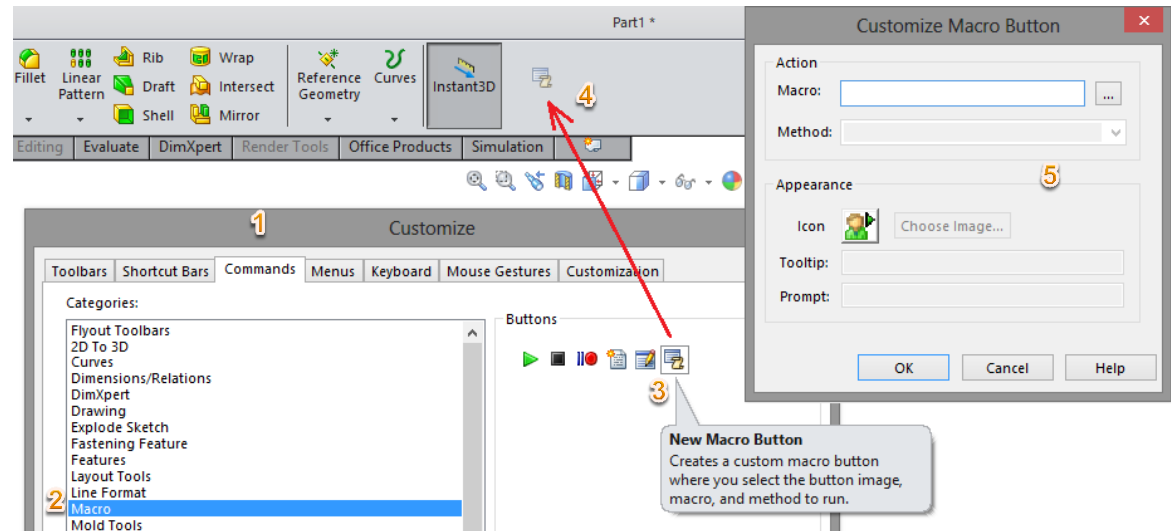 Part1 *
Fillet
Linear Pattern
Rib
Draft
Shell
Wrap
Intersect
Mirror
Reference Geometry
Curves
Instant3D
4
Editing
Evaluate
DimXpert
Render Tools
Office Products
Simulation
1
Customize
Toolbars
Shortcut Bars
Commands
Menus
Keyboard
Mouse Gestures
Customization
Categories:
Flyout Toolbars
2D To 3D
Curves
Dimensions/Relations
DimXpert
Drawing
Explode Sketch
Fastening Feature
Features
Layout Tools
Line Format
2
Macro
Mold Tools
Buttons
3
New Macro Button
Creates a custom macro button
where you select the button image,
macro, and method to run.
Customize Macro Button
Action
Macro:
...
Method:
5
Appearance
Icon
Choose Image...
Tooltip:
Prompt:
OK
Cancel
Help